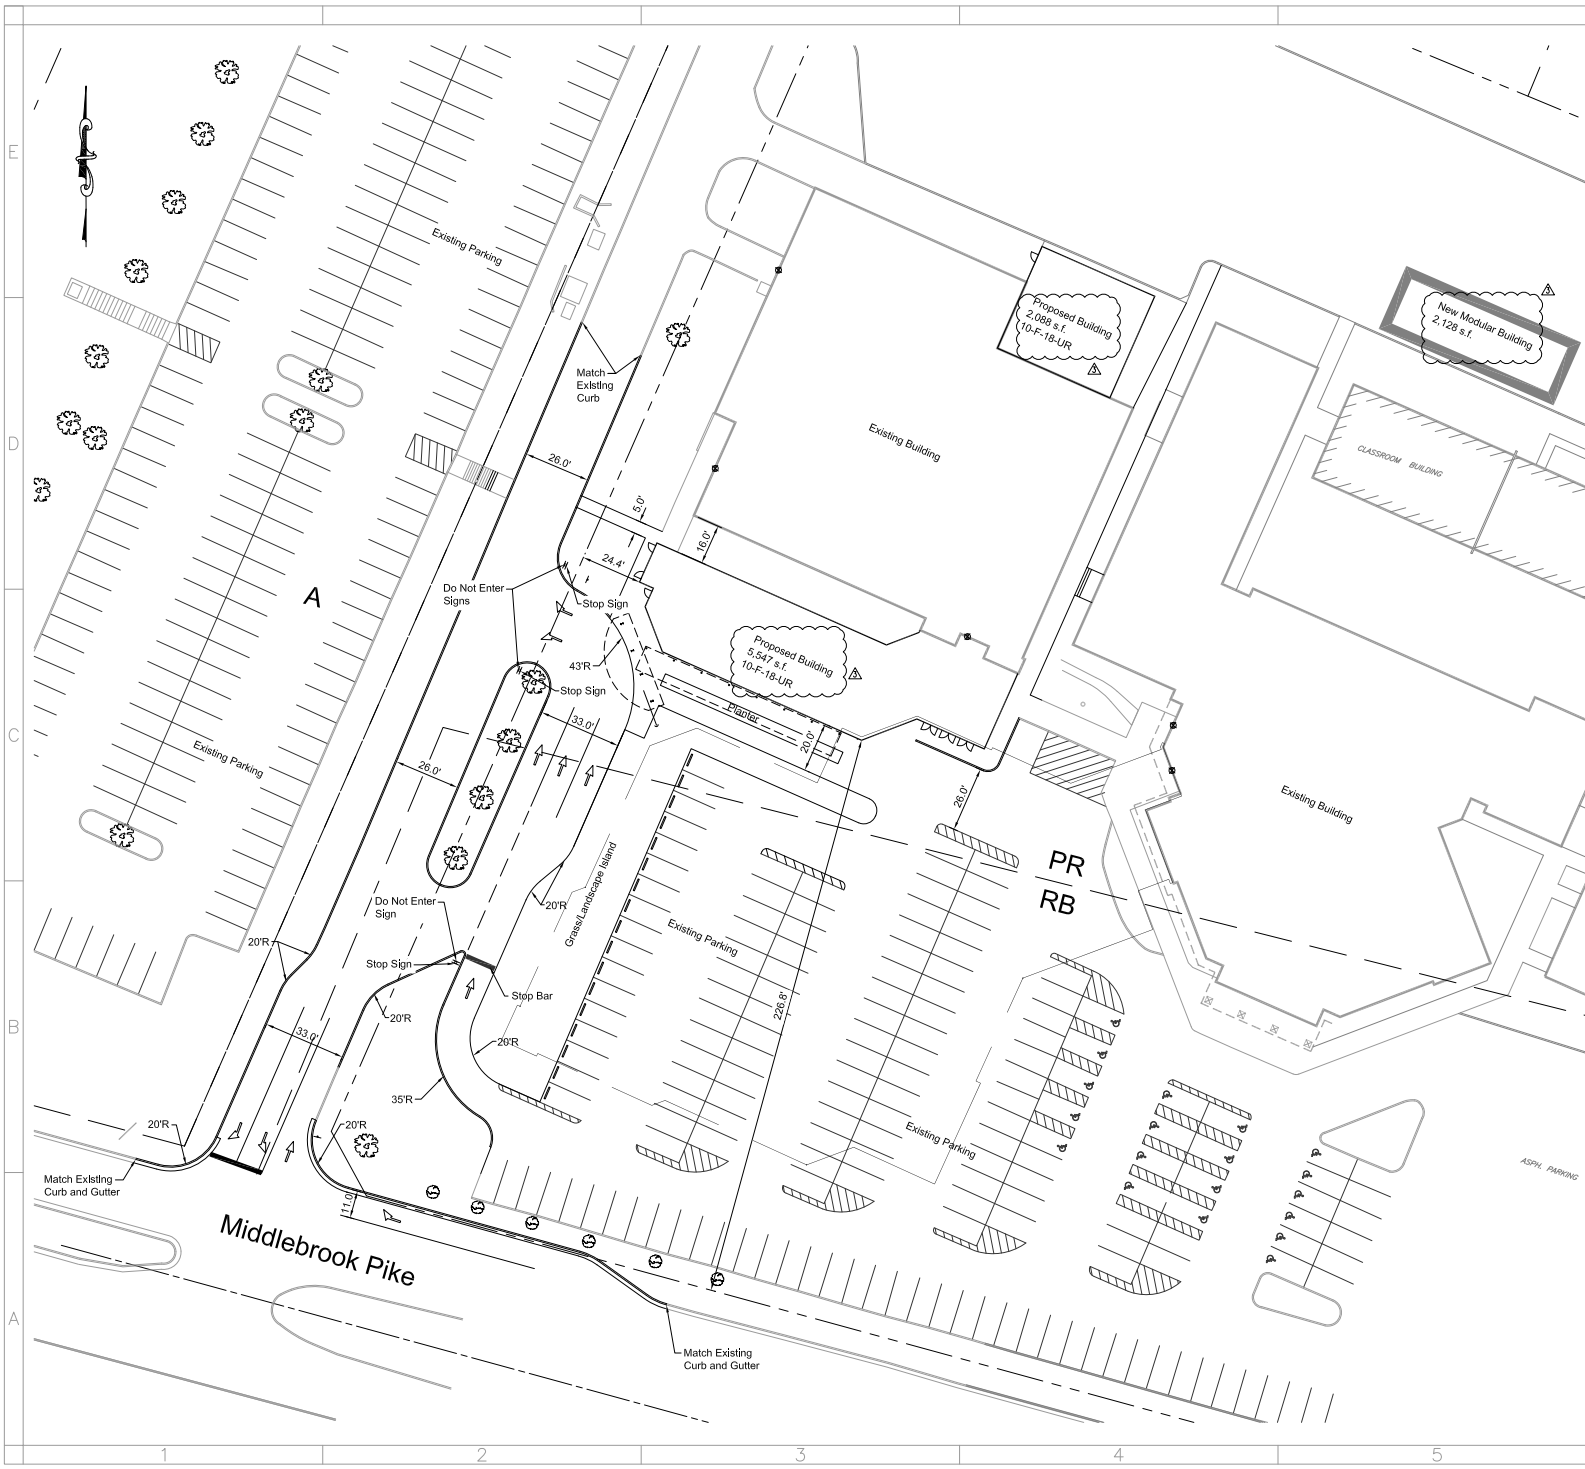 E
D
C
B
A
1
2
3
4
5
Existing Parking
Proposed Building
2,088 s.f.
10-F-18-UR
3
New Modular Building
2,128 s.f.
3
Match
Existing
Curb
Existing Building
CLASSROOM BUILDING
26.0'
5.0'
16.0'
24.4'
Do Not Enter
Signs
Stop Sign
A
Proposed Building
5,547 s.f.
10-F-18-UR
3
43'R
Stop Sign
Planter
33.0'
20.0'
26.0'
Existing Parking
26.0'
Existing Building
PR
RB
Grass/Landscape Island
Do Not Enter
Sign
20'R
Existing Parking
20'R
Stop Sign
Stop Bar
20'R
226.8'
33.0'
20'R
35'R
20'R
20'R
Existing Parking
ASPH. PARKING
Match Existing
Curb and Gutter
11.0'
Middlebrook Pike
Match Existing
Curb and Gutter